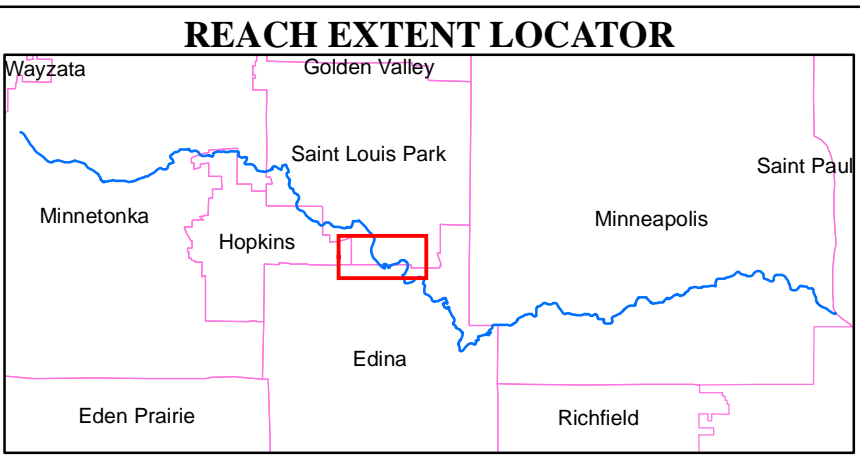 REACH EXTENT LOCATOR
Wayzata
Golden Valley
Saint Louis Park
Saint Paul
Minnetonka
Minneapolis
Hopkins
Edina
Eden Prairie
Richfield